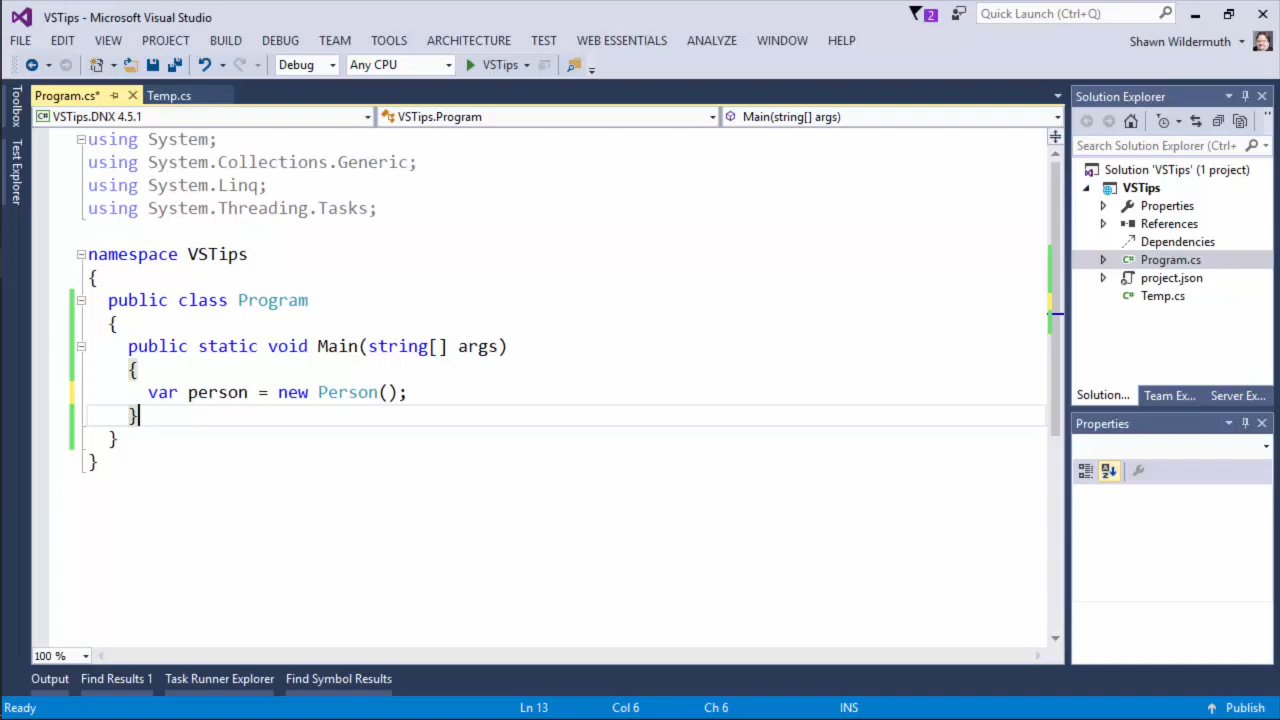 VSTips - Microsoft Visual Studio
2
Quick Launch (Ctrl+Q)
FILE EDIT VIEW PROJECT BUILD DEBUG TEAM TOOLS ARCHITECTURE TEST WEB ESSENTIALS ANALYZE WINDOW HELP
Shawn Wildermuth
Debug Any CPU VSTips
Toolbox
Test Explorer
Program.cs* Temp.cs
VSTips.DNX 4.5.1 VSTips.Program Main(string[] args)
using System;
using System.Collections.Generic;
using System.Linq;
using System.Threading.Tasks;
namespace VSTips
{
public class Program
{
public static void Main(string[] args)
{
var person = new Person();
}
}
}
100 %
Solution Explorer
Search Solution Explorer (Ctrl+
Solution 'VSTips' (1 project)
VSTips
Properties
References
Dependencies
Program.cs
project.json
Temp.cs
Solution... Team Ex... Server Ex...
Properties
Output Find Results 1 Task Runner Explorer Find Symbol Results
Ready Ln 13 Col 6 Ch 6 INS Publish